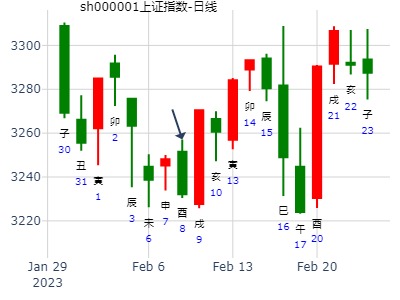 sh000001上证指数-日线
3300
3280
3260
3240
3220
子
30
丑
31
寅
1
卯
2
辰
3
未
6
申
7
酉
8
戌
9
亥
10
寅
13
卯
14
辰
15
巳
16
午
17
酉
20
戌
21
亥
22
子
23
Jan 29
2023
Feb 6
Feb 13
Feb 20